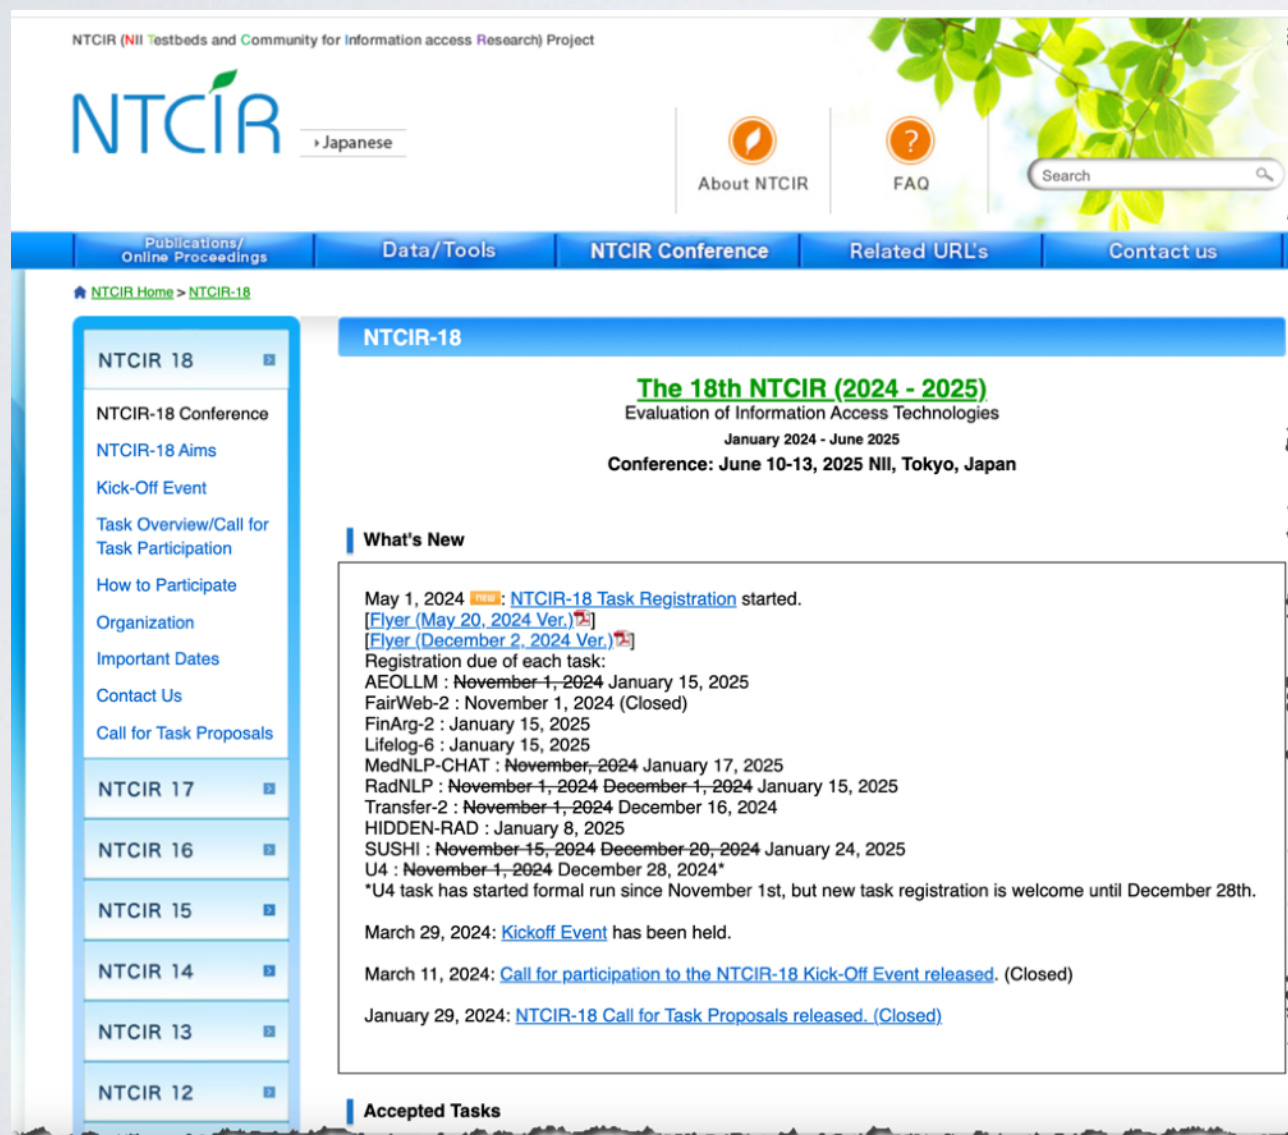 NTCIR (NII Testbeds and Community for Information access Research) Project
NTCIR
Japanese
About NTCIR
FAQ
Search
Publications/
Online Proceedings
Data/Tools
NTCIR Conference
Related URL's
Contact us
NTCIR Home > NTCIR-18
NTCIR 18
NTCIR-18 Conference
NTCIR-18 Aims
Kick-Off Event
Task Overview/Call for
Task Participation
How to Participate
Organization
Important Dates
Contact Us
Call for Task Proposals
NTCIR 17
NTCIR 16
NTCIR 15
NTCIR 14
NTCIR 13
NTCIR 12
NTCIR-18
The 18th NTCIR (2024 - 2025)
Evaluation of Information Access Technologies
January 2024 - June 2025
Conference: June 10-13, 2025 NII, Tokyo, Japan
What's New
May 1, 2024 new : NTCIR-18 Task Registration started.
[Flyer (May 20, 2024 Ver.)]
[Flyer (December 2, 2024 Ver.)]
Registration due of each task:
AEOLLM : November 1, 2024 January 15, 2025
FairWeb-2 : November 1, 2024 (Closed)
FinArg-2 : January 15, 2025
Lifelog-6 : January 15, 2025
MedNLP-CHAT : November, 2024 January 17, 2025
RadNLP : November 1, 2024 December 1, 2024 January 15, 2025
Transfer-2 : November 1, 2024 December 16, 2024
HIDDEN-RAD : January 8, 2025
SUSHI : November 15, 2024 December 20, 2024 January 24, 2025
U4 : November 1, 2024 December 28, 2024*
*U4 task has started formal run since November 1st, but new task registration is welcome until December 28th.
March 29, 2024: Kickoff Event has been held.
March 11, 2024: Call for participation to the NTCIR-18 Kick-Off Event released. (Closed)
January 29, 2024: NTCIR-18 Call for Task Proposals released. (Closed)
Accepted Tasks